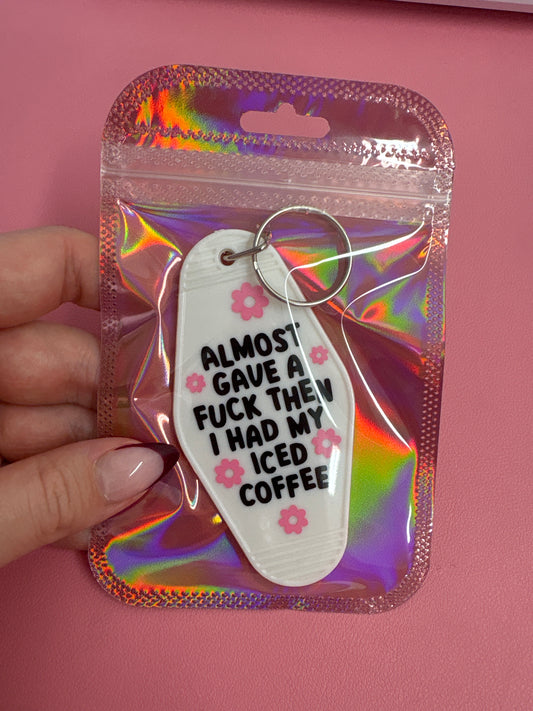 ALMOST
GAVE A
FUCK THEN
I HAD MY
ICED
COFFEE